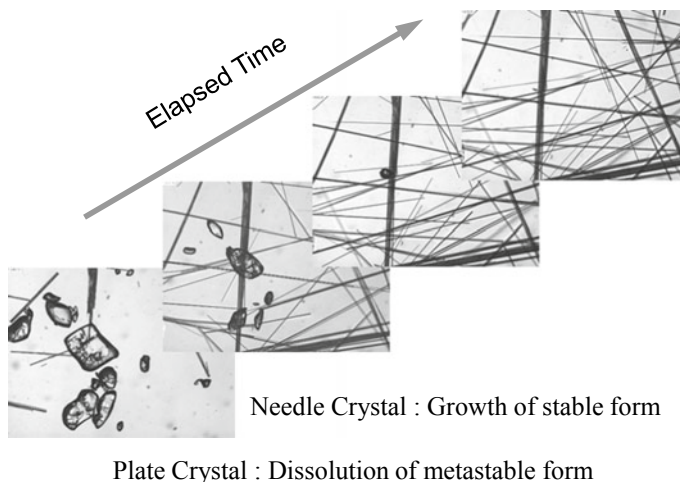 Elapsed Time
Needle Crystal : Growth of stable form
Plate Crystal : Dissolution of metastable form